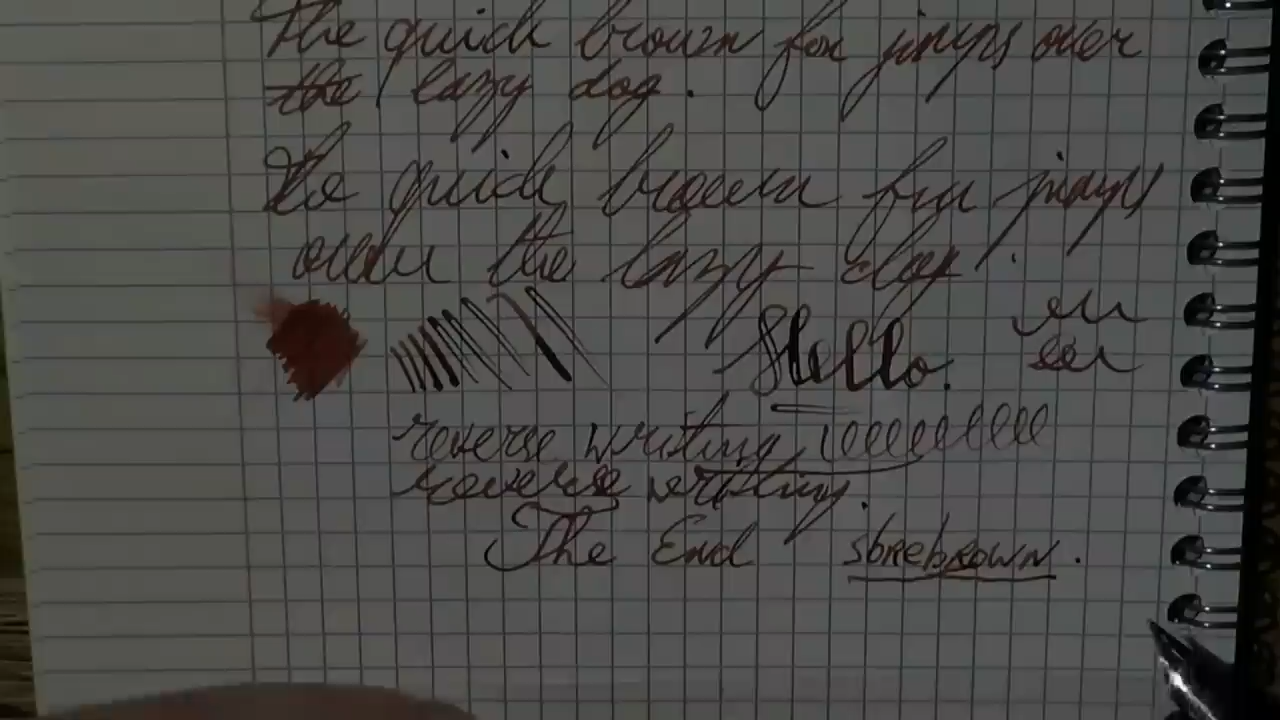 The quick brown fox jumps over
the lazy dog.
The quick brown fox jumps
over the lazy dog.
Hello.
reverse writing
reverse writing.
The End sbrebrown.